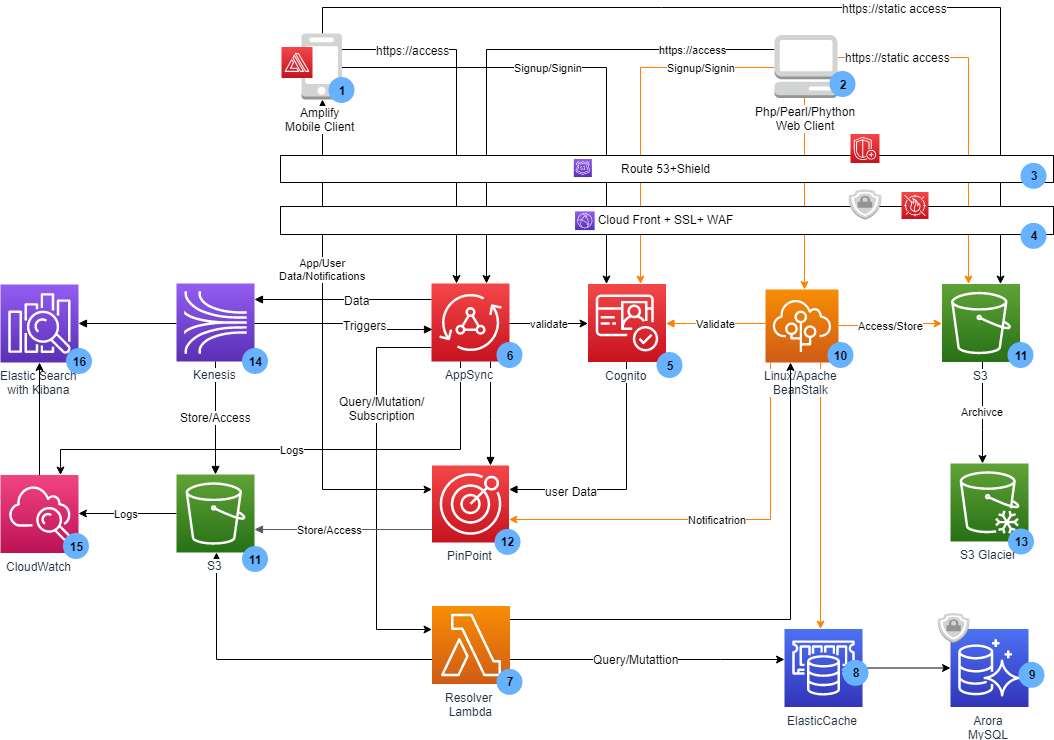 https://static access
https://access
https://access
https://static access
Signup/Signin
Signup/Signin
1
2
Amplify
Mobile Client
Php/Pearl/Phython
Web Client
Route 53+Shield
3
Cloud Front + SSL+ WAF
4
App/User
Data/Notifications
Data
Triggers
validate
Validate
Access/Store
16
14
6
5
10
11
Elastic Search
with Kibana
Kenesis
AppSync
Cognito
Linux/Apache
BeanStalk
S3
Query/Mutation/
Subscription
Store/Access
Archivce
Logs
user Data
Logs
Notificatrion
Store/Access
15
11
12
13
CloudWatch
S3
PinPoint
S3 Glacier
Query/Mutattion
7
8
9
Resolver
Lambda
ElasticCache
Arora
MySQL